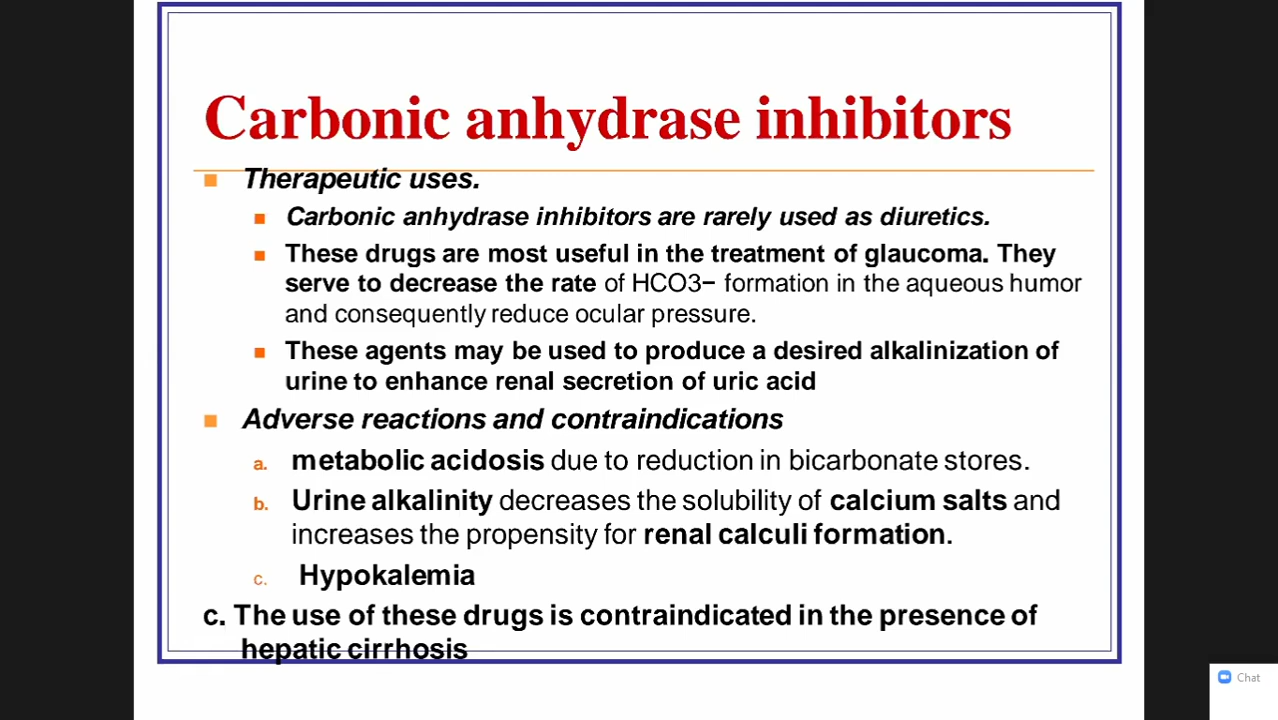 Carbonic anhydrase inhibitors
Therapeutic uses.
Carbonic anhydrase inhibitors are rarely used as diuretics.
These drugs are most useful in the treatment of glaucoma. They
serve to decrease the rate of HCO3− formation in the aqueous humor
and consequently reduce ocular pressure.
These agents may be used to produce a desired alkalinization of
urine to enhance renal secretion of uric acid
Adverse reactions and contraindications
a. metabolic acidosis due to reduction in bicarbonate stores.
b. Urine alkalinity decreases the solubility of calcium salts and
increases the propensity for renal calculi formation.
c. Hypokalemia
c. The use of these drugs is contraindicated in the presence of
hepatic cirrhosis
Chat